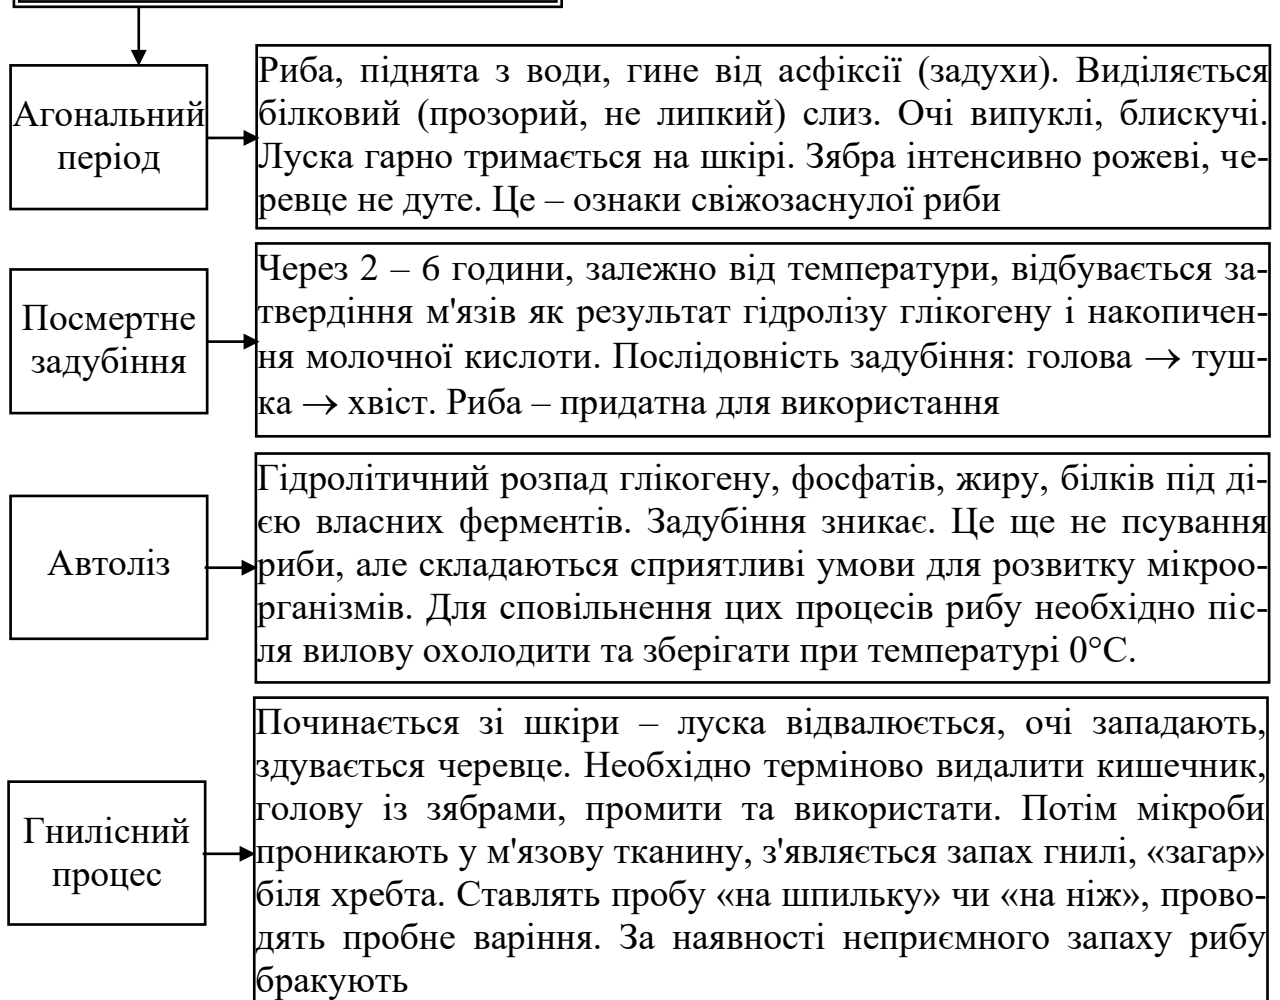 Агональний
період
Риба, піднята з води, гине від асфіксії (задухи). Виділяється
білковий (прозорий, не липкий) слиз. Очі випуклі, блискучі.
Луска гарно тримається на шкірі. Зябра інтенсивно рожеві, че-
ревце не дуте. Це – ознаки свіжозаснулої риби
Посмертне
задубіння
Через 2 – 6 години, залежно від температури, відбувається за-
твердіння м'язів як результат гідролізу глікогену і накопичен-
ня молочної кислоти. Послідовність задубіння: голова → туш-
ка → хвіст. Риба – придатна для використання
Автоліз
Гідролітичний розпад глікогену, фосфатів, жиру, білків під ді-
єю власних ферментів. Задубіння зникає. Це ще не псування
риби, але складаються сприятливі умови для розвитку мікроо-
рганізмів. Для сповільнення цих процесів рибу необхідно піс-
ля вилову охолодити та зберігати при температурі 0°С.
Гнилісний
процес
Починається зі шкіри – луска відвалюється, очі западають,
здувається черевце. Необхідно терміново видалити кишечник,
голову із зябрами, промити та використати. Потім мікроби
проникають у м'язову тканину, з'являється запах гнилі, «загар»
біля хребта. Ставлять пробу «на шпильку» чи «на ніж», прово-
дять пробне варіння. За наявності неприємного запаху рибу
бракують